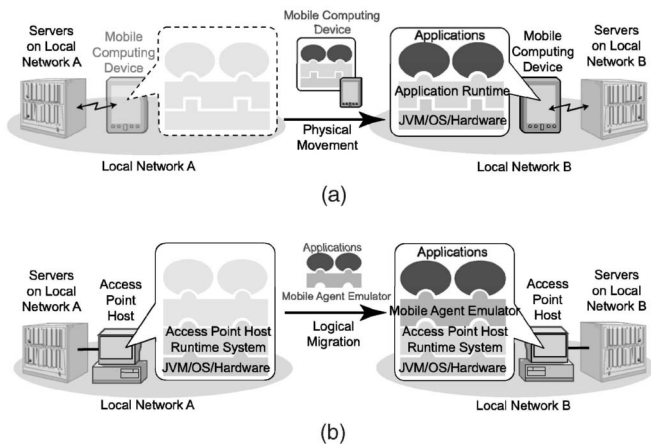 Servers
on Local
Network A
Mobile
Computing
Device
Mobile Computing
Device
Physical
Movement
Applications
Application Runtime
JVM/OS/Hardware
Mobile
Computing
Device
Servers
on Local
Network B
Local Network A
Local Network B
(a)
Servers
on Local
Network A
Access
Point
Host
Access Point Host
Runtime System
JVM/OS/Hardware
Applications
Mobile Agent Emulator
Logical
Migration
Applications
Mobile Agent Emulator
Access Point Host
Runtime System
JVM/OS/Hardware
Access
Point
Host
Servers
on Local
Network B
Local Network A
Local Network B
(b)